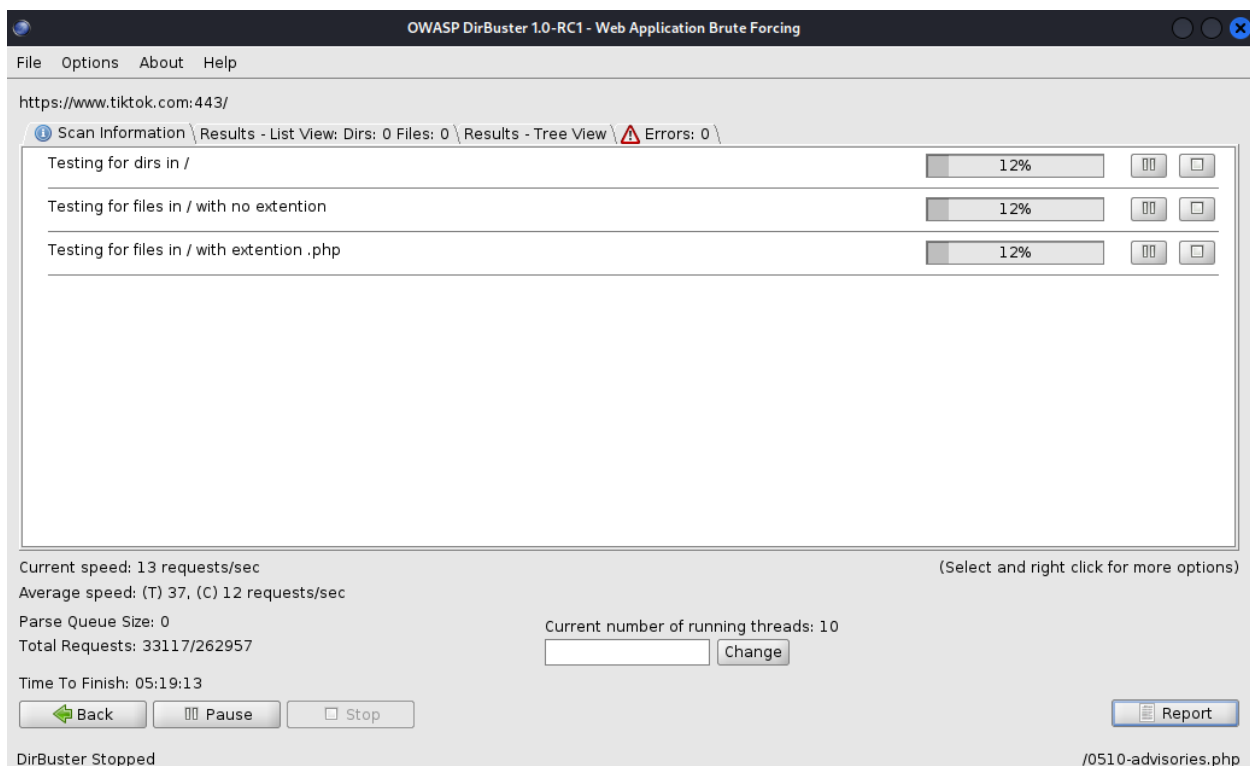 OWASP DirBuster 1.0-RC1 - Web Application Brute Forcing
File Options About Help
https://www.tiktok.com:443/
Scan Information \ Results - List View: Dirs: 0 Files: 0 \ Results - Tree View \ Errors: 0 \
Testing for dirs in / 12%
Testing for files in / with no extention 12%
Testing for files in / with extention .php 12%
Current speed: 13 requests/sec (Select and right click for more options)
Average speed: (T) 37, (C) 12 requests/sec
Parse Queue Size: 0
Current number of running threads: 10
Total Requests: 33117/262957
Change
Time To Finish: 05:19:13
Back Pause Stop Report
DirBuster Stopped /0510-advisories.php